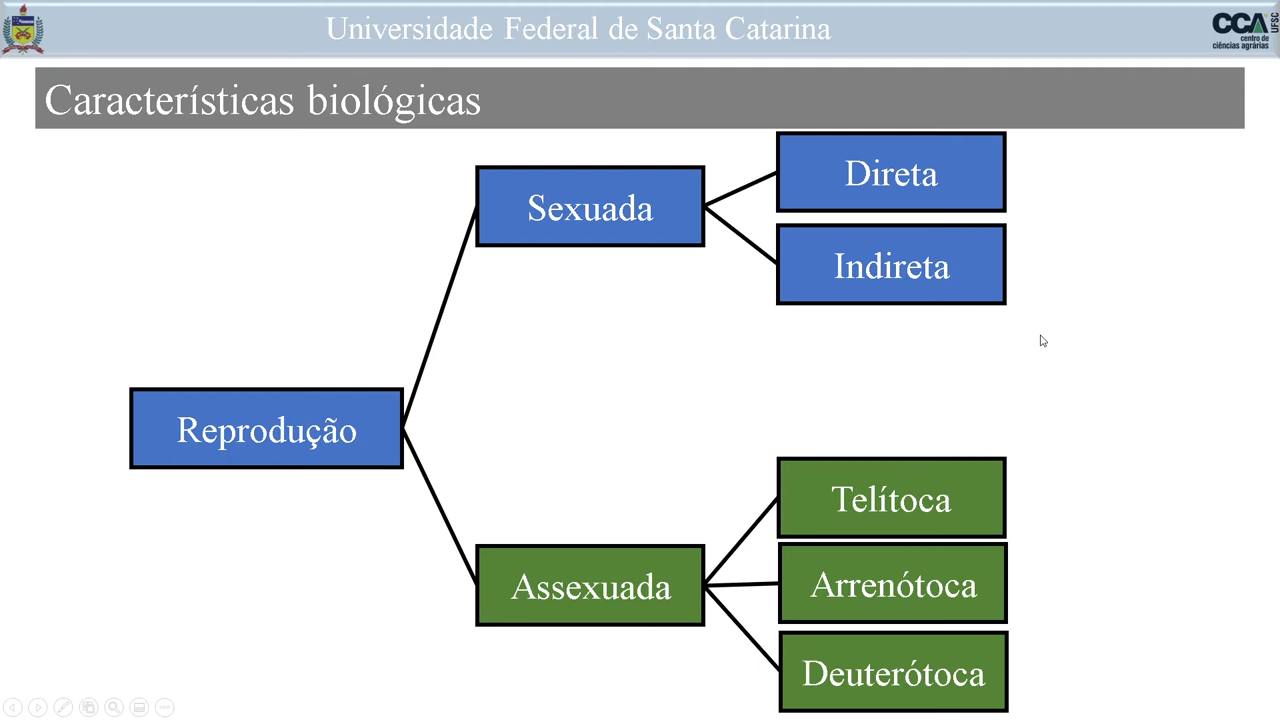 Universidade Federal de Santa Catarina
CCA
centro de
ciências agrárias
UFSC
Características biológicas
Direta
Sexuada
Indireta
Reprodução
Telítoca
Assexuada
Arrenótoca
Deuterótoca